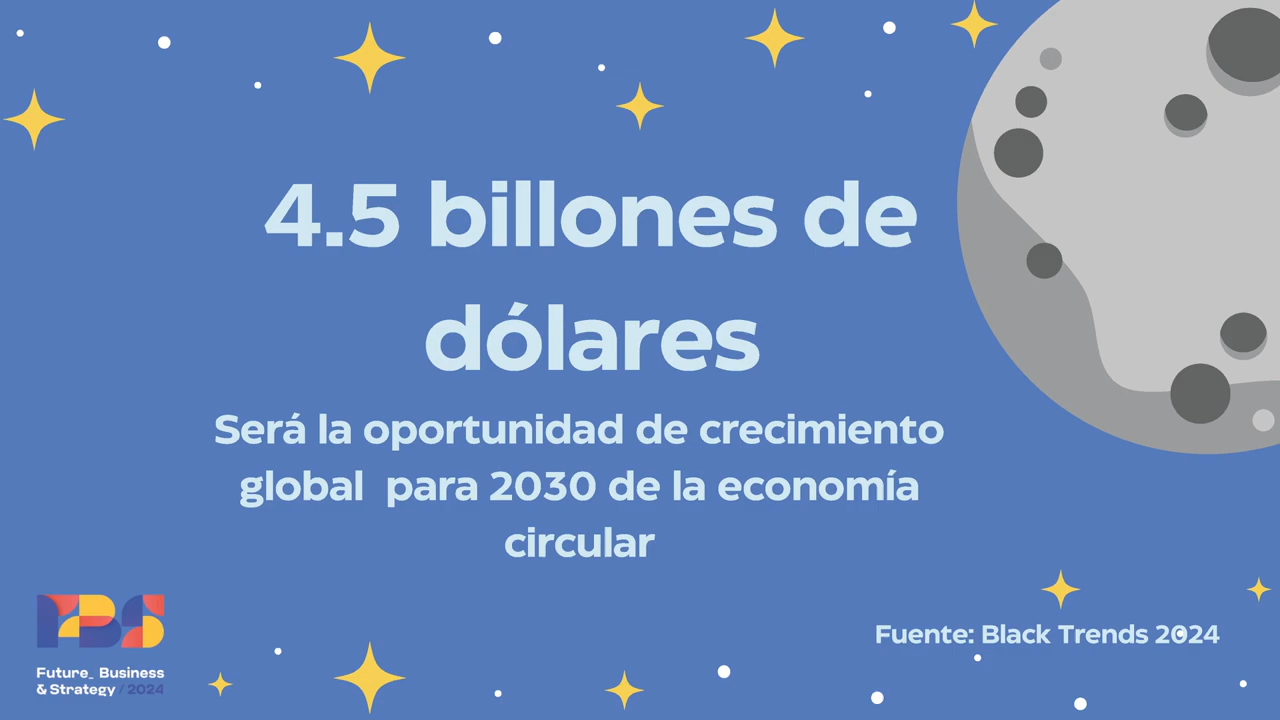 4.5 billones de
dólares
Será la oportunidad de crecimiento
global para 2030 de la economía
circular
Fuente: Black Trends 2024
FBS
Future_ Business
& Strategy / 2024